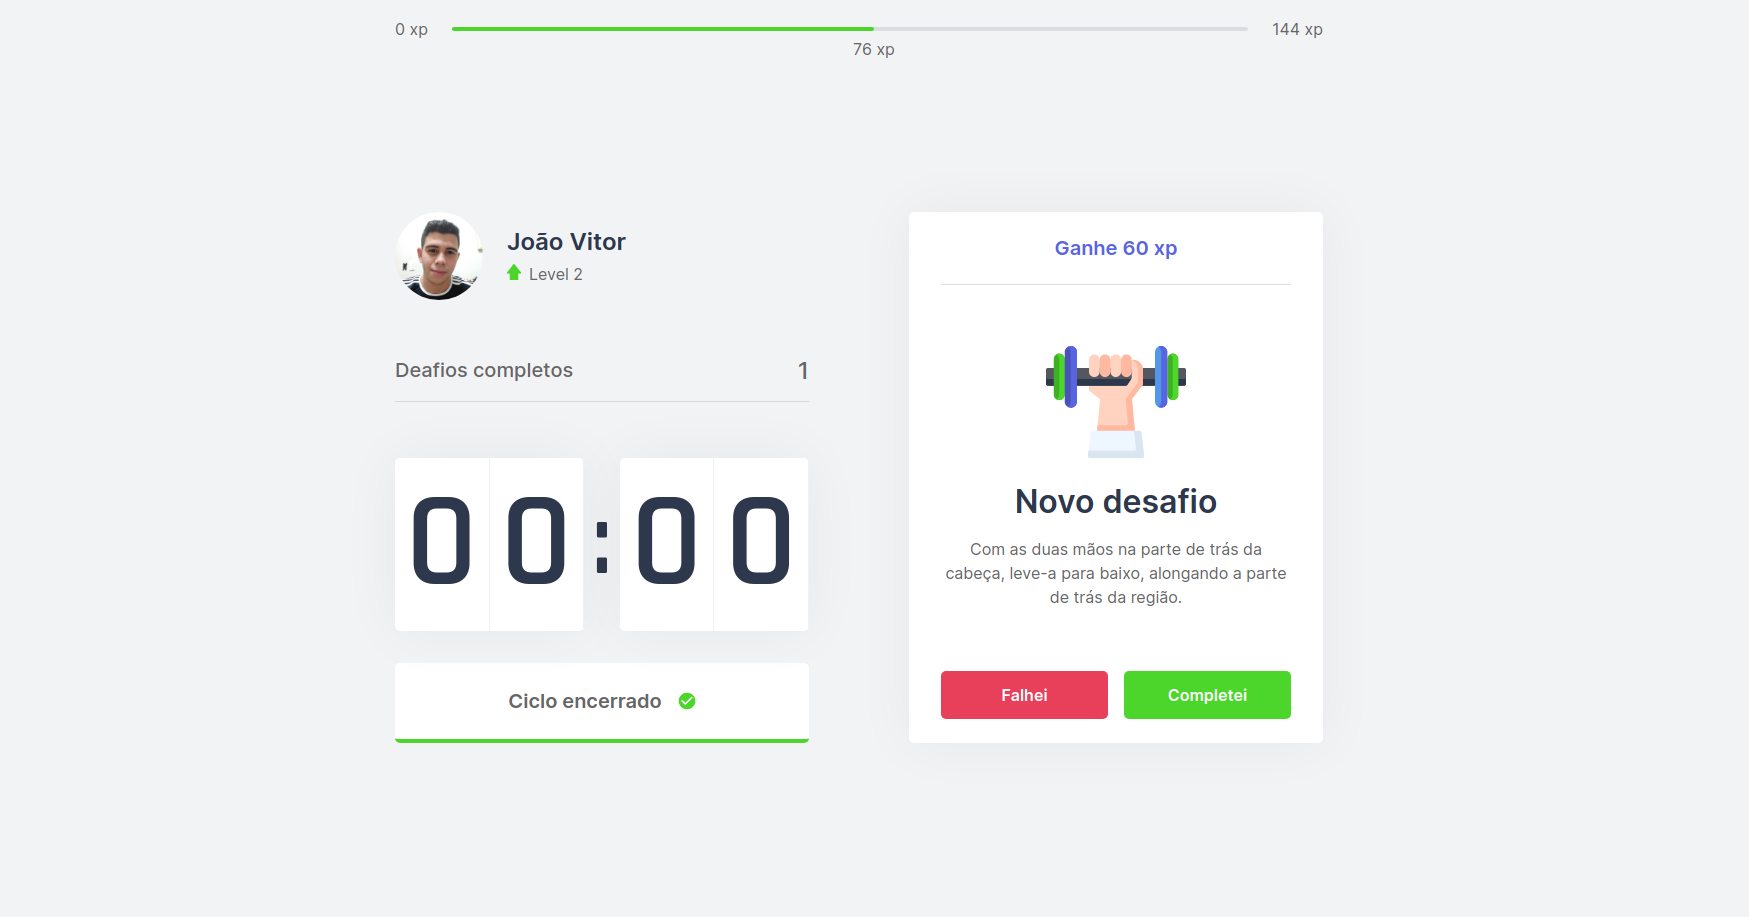 0 xp
144 xp
76 xp
João Vitor
Level 2
Deafios completos
1
00:00
Ciclo encerrado
Ganhe 60 xp
Novo desafio
Com as duas mãos na parte de trás da
cabeça, leve-a para baixo, alongando a parte
de trás da região.
Falhei
Completei